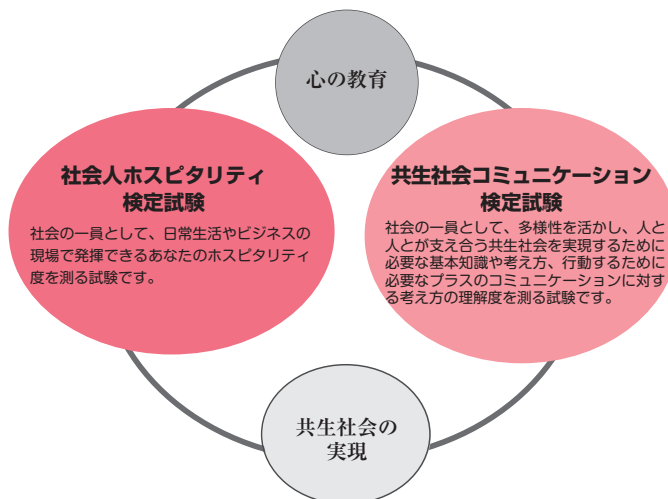 心の教育
社会人ホスピタリティ
検定試験
社会の一員として、日常生活やビジネスの
現場で発揮できるあなたのホスピタリティ
度を測る試験です。
共生社会コミュニケーション
検定試験
社会の一員として、多様性を活かし、人と
人とが支え合う共生社会を実現するために
必要な基本知識や考え方、行動するために
必要なプラスのコミュニケーションに対す
る考え方の理解度を測る試験です。
共生社会の
実現